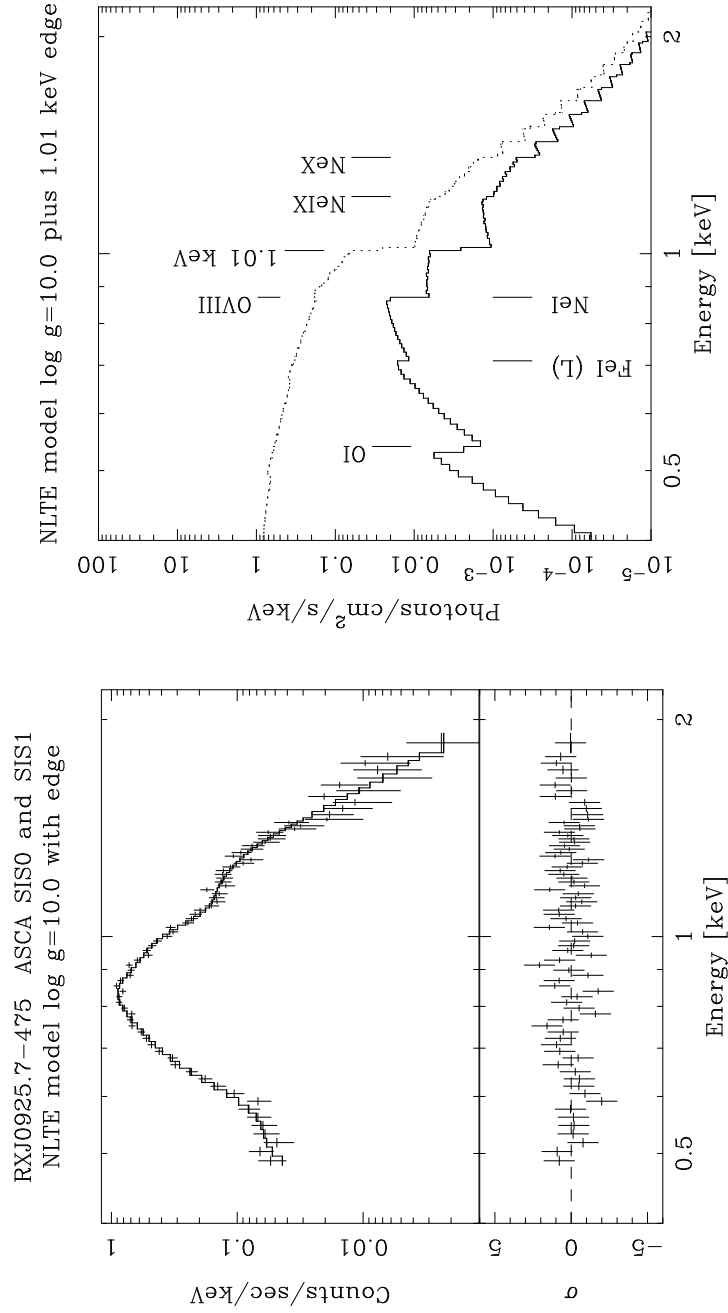 NLTE model log g=10.0 plus 1.01 keV edge
100
10
1
0.1
0.01
10⁻³
10⁻⁴
10⁻⁵
Photons/cm²/s/keV
OI
OVIII
1.01 keV
NeIX
NeX
FeI (L)
NeI
0.5
1
2
Energy [keV]
RXJ0925.7−475 ASCA SIS0 and SIS1
NLTE model log g=10.0 with edge
1
0.1
0.01
Counts/sec/keV
5
0
−5
σ
0.5
1
2
Energy [keV]